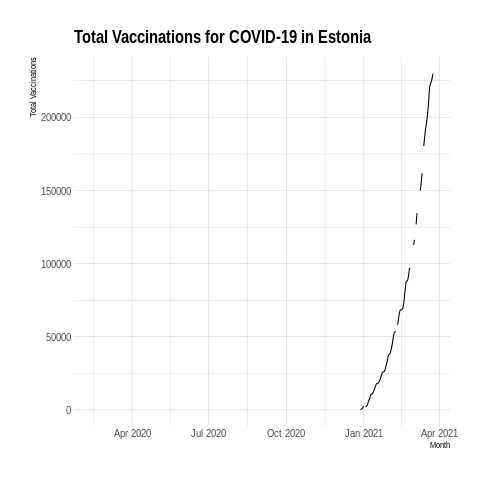 Total Vaccinations for COVID-19 in Estonia
Total Vaccinations
200000
150000
100000
50000
0
Apr 2020 Jul 2020 Oct 2020 Jan 2021 Apr 2021
Month